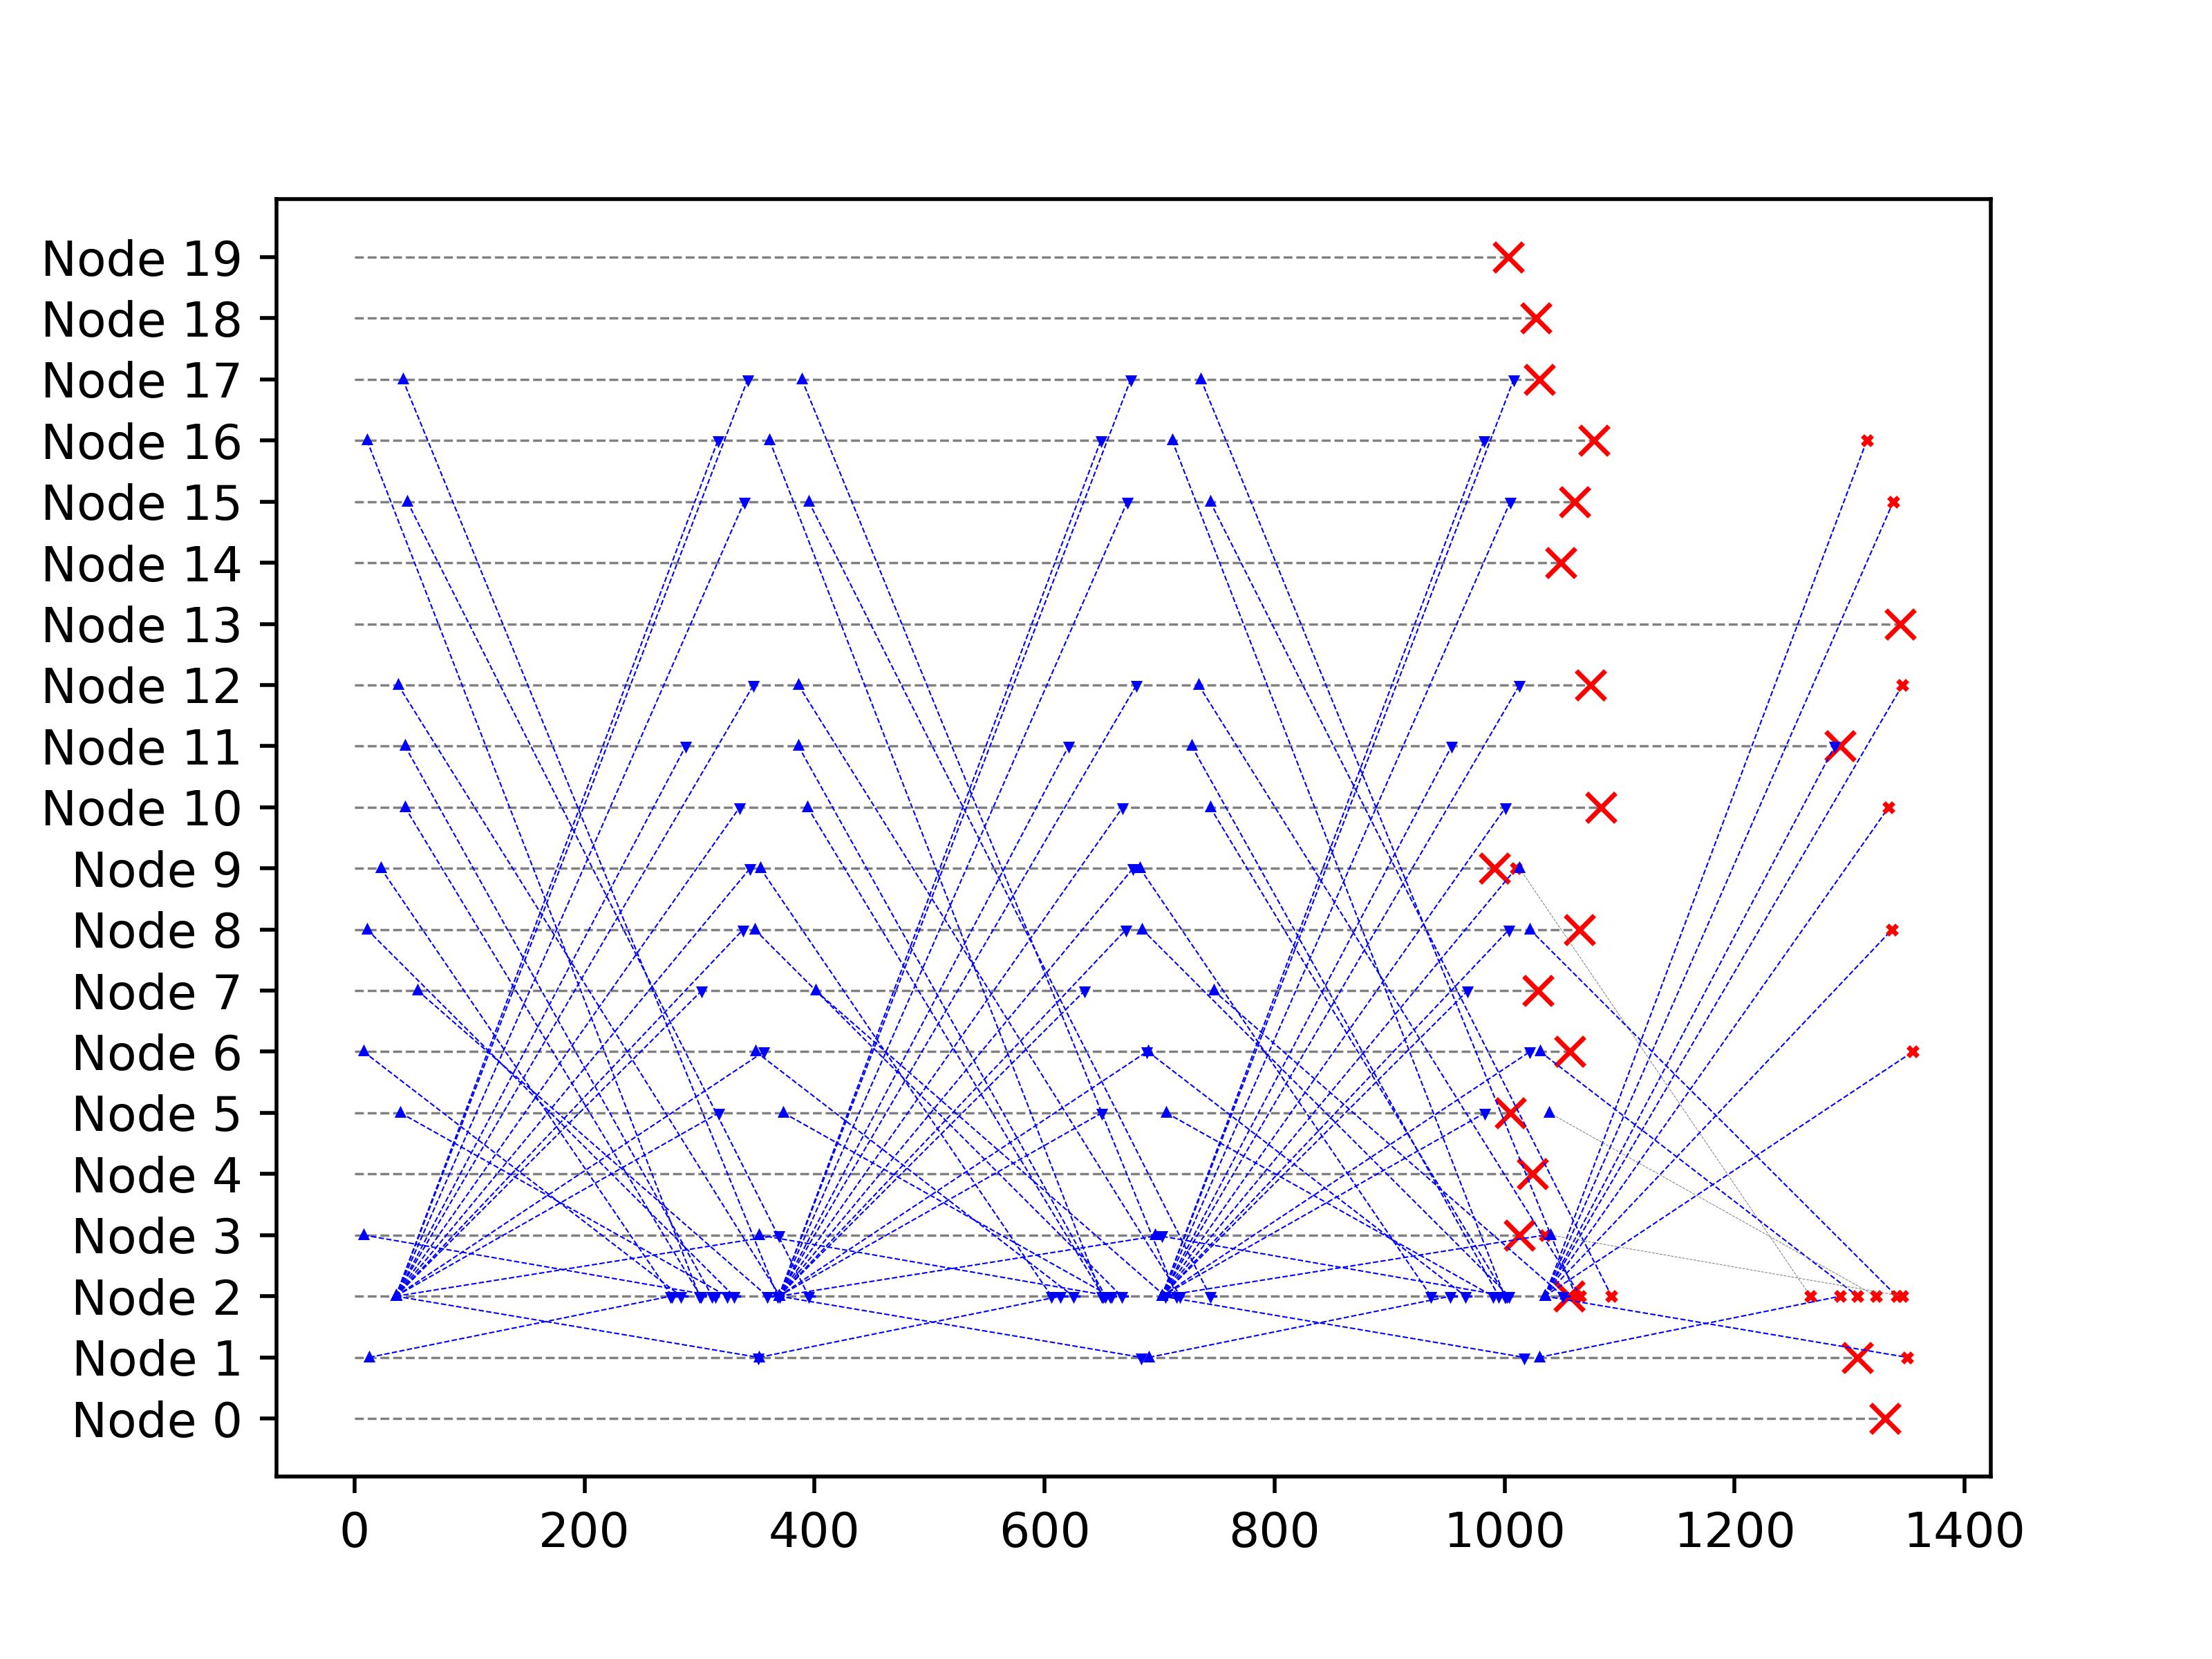 Node 19
Node 18
Node 17
Node 16
Node 15
Node 14
Node 13
Node 12
Node 11
Node 10
Node 9
Node 8
Node 7
Node 6
Node 5
Node 4
Node 3
Node 2
Node 1
Node 0
0 200 400 600 800 1000 1200 1400